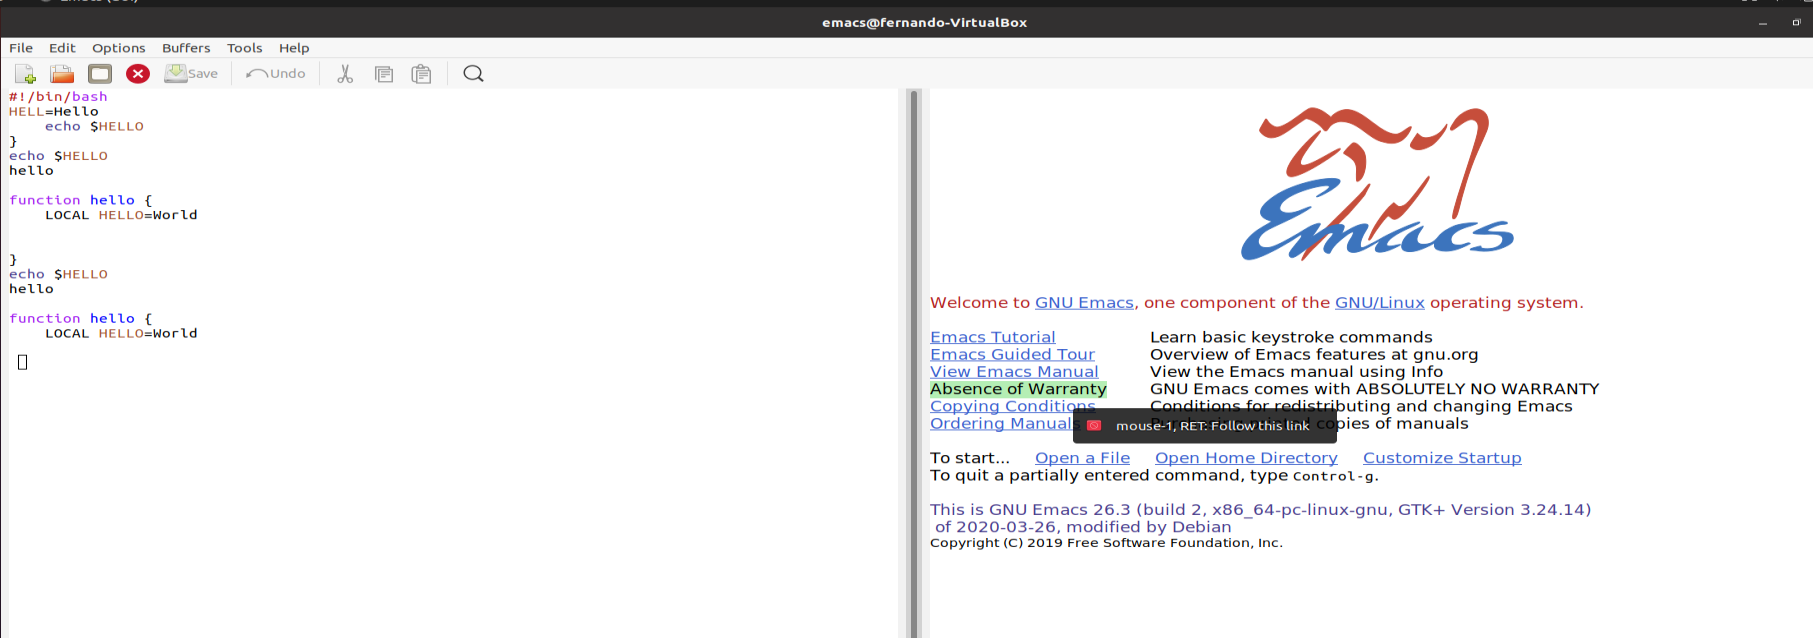 emacs@fernando-VirtualBox
File Edit Options Buffers Tools Help
Save Undo
#!/bin/bash
HELL=Hello
    echo $HELLO
}
echo $HELLO
hello

function hello {
    LOCAL HELLO=World


}
echo $HELLO
hello

function hello {
    LOCAL HELLO=World

Emacs
Welcome to GNU Emacs, one component of the GNU/Linux operating system.

Emacs Tutorial Learn basic keystroke commands
Emacs Guided Tour Overview of Emacs features at gnu.org
View Emacs Manual View the Emacs manual using Info
Absence of Warranty GNU Emacs comes with ABSOLUTELY NO WARRANTY
Copying Conditions Conditions for redistributing and changing Emacs
Ordering Manuals copies of manuals
mouse-1, RET: Follow this link

To start... Open a File Open Home Directory Customize Startup
To quit a partially entered command, type Control-g.

This is GNU Emacs 26.3 (build 2, x86_64-pc-linux-gnu, GTK+ Version 3.24.14)
 of 2020-03-26, modified by Debian
Copyright (C) 2019 Free Software Foundation, Inc.